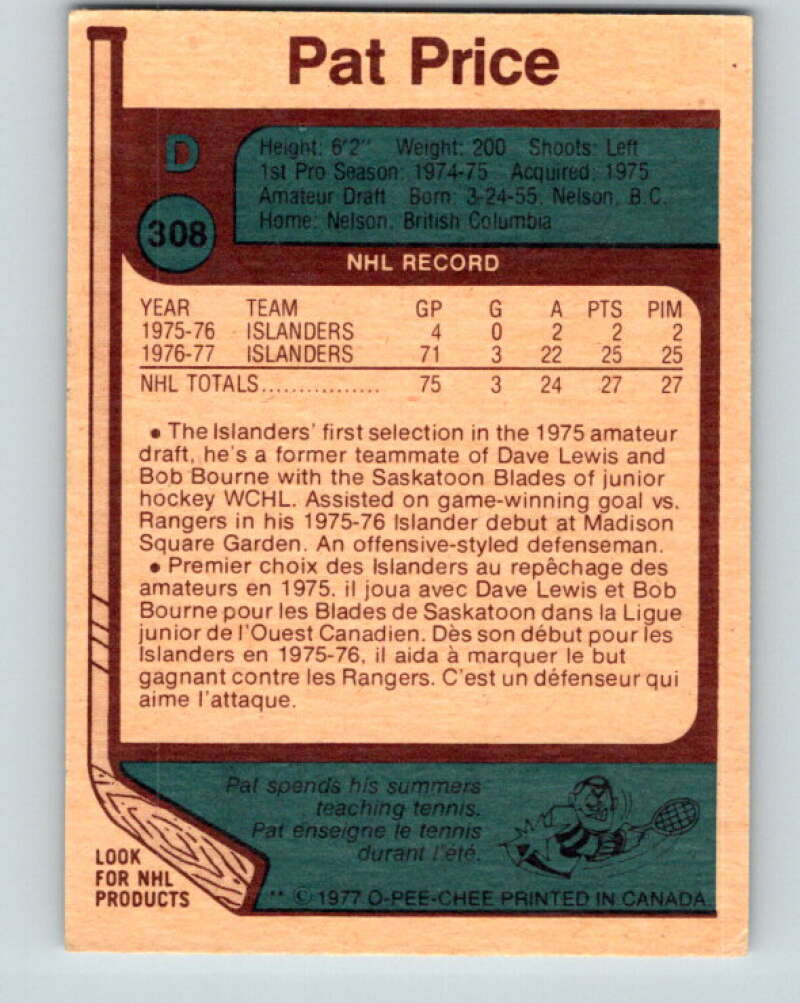 Pat Price
D
308
Height: 6'2" Weight: 200 Shoots: Left
1st Pro Season: 1974-75 Acquired: 1975
Amateur Draft Born: 3-24-55, Nelson, B.C.
Home: Nelson, British Columbia
NHL RECORD
YEAR TEAM GP G A PTS PIM
1975-76 ISLANDERS 4 0 2 2 2
1976-77 ISLANDERS 71 3 22 25 25
NHL TOTALS................ 75 3 24 27 27
• The Islanders' first selection in the 1975 amateur
draft, he's a former teammate of Dave Lewis and
Bob Bourne with the Saskatoon Blades of junior
hockey WCHL. Assisted on game-winning goal vs.
Rangers in his 1975-76 Islander debut at Madison
Square Garden. An offensive-styled defenseman.
• Premier choix des Islanders au repêchage des
amateurs en 1975, il joua avec Dave Lewis et Bob
Bourne pour les Blades de Saskatoon dans la Ligue
junior de l'Ouest Canadien. Dès son début pour les
Islanders en 1975-76, il aida à marquer le but
gagnant contre les Rangers. C'est un défenseur qui
aime l'attaque.
Pat spends his summers
teaching tennis.
Pat enseigne le tennis
durant l'été.
LOOK
FOR NHL
PRODUCTS
** © 1977 O-PEE-CHEE PRINTED IN CANADA